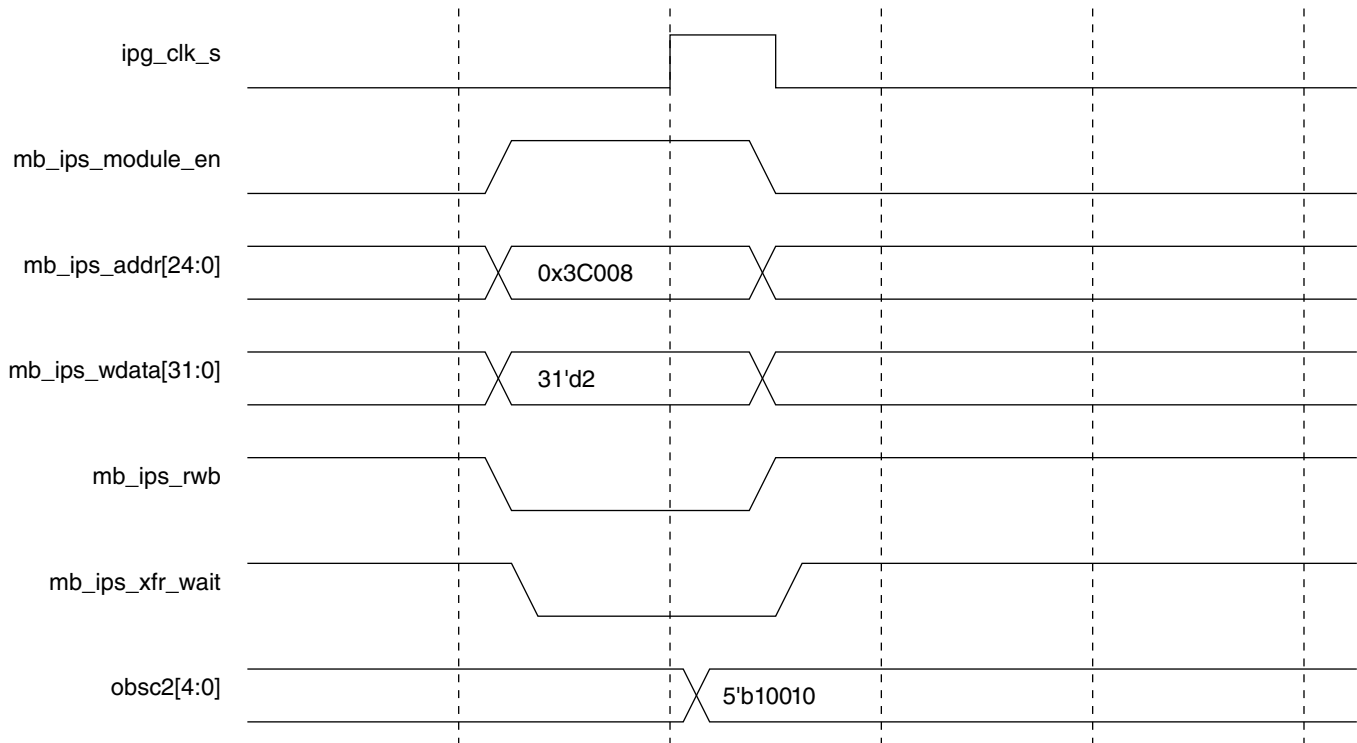 ipg_clk_s
mb_ips_module_en
mb_ips_addr[24:0]
0x3C008
mb_ips_wdata[31:0]
31'd2
mb_ips_rwb
mb_ips_xfr_wait
obsc2[4:0]
5'b10010